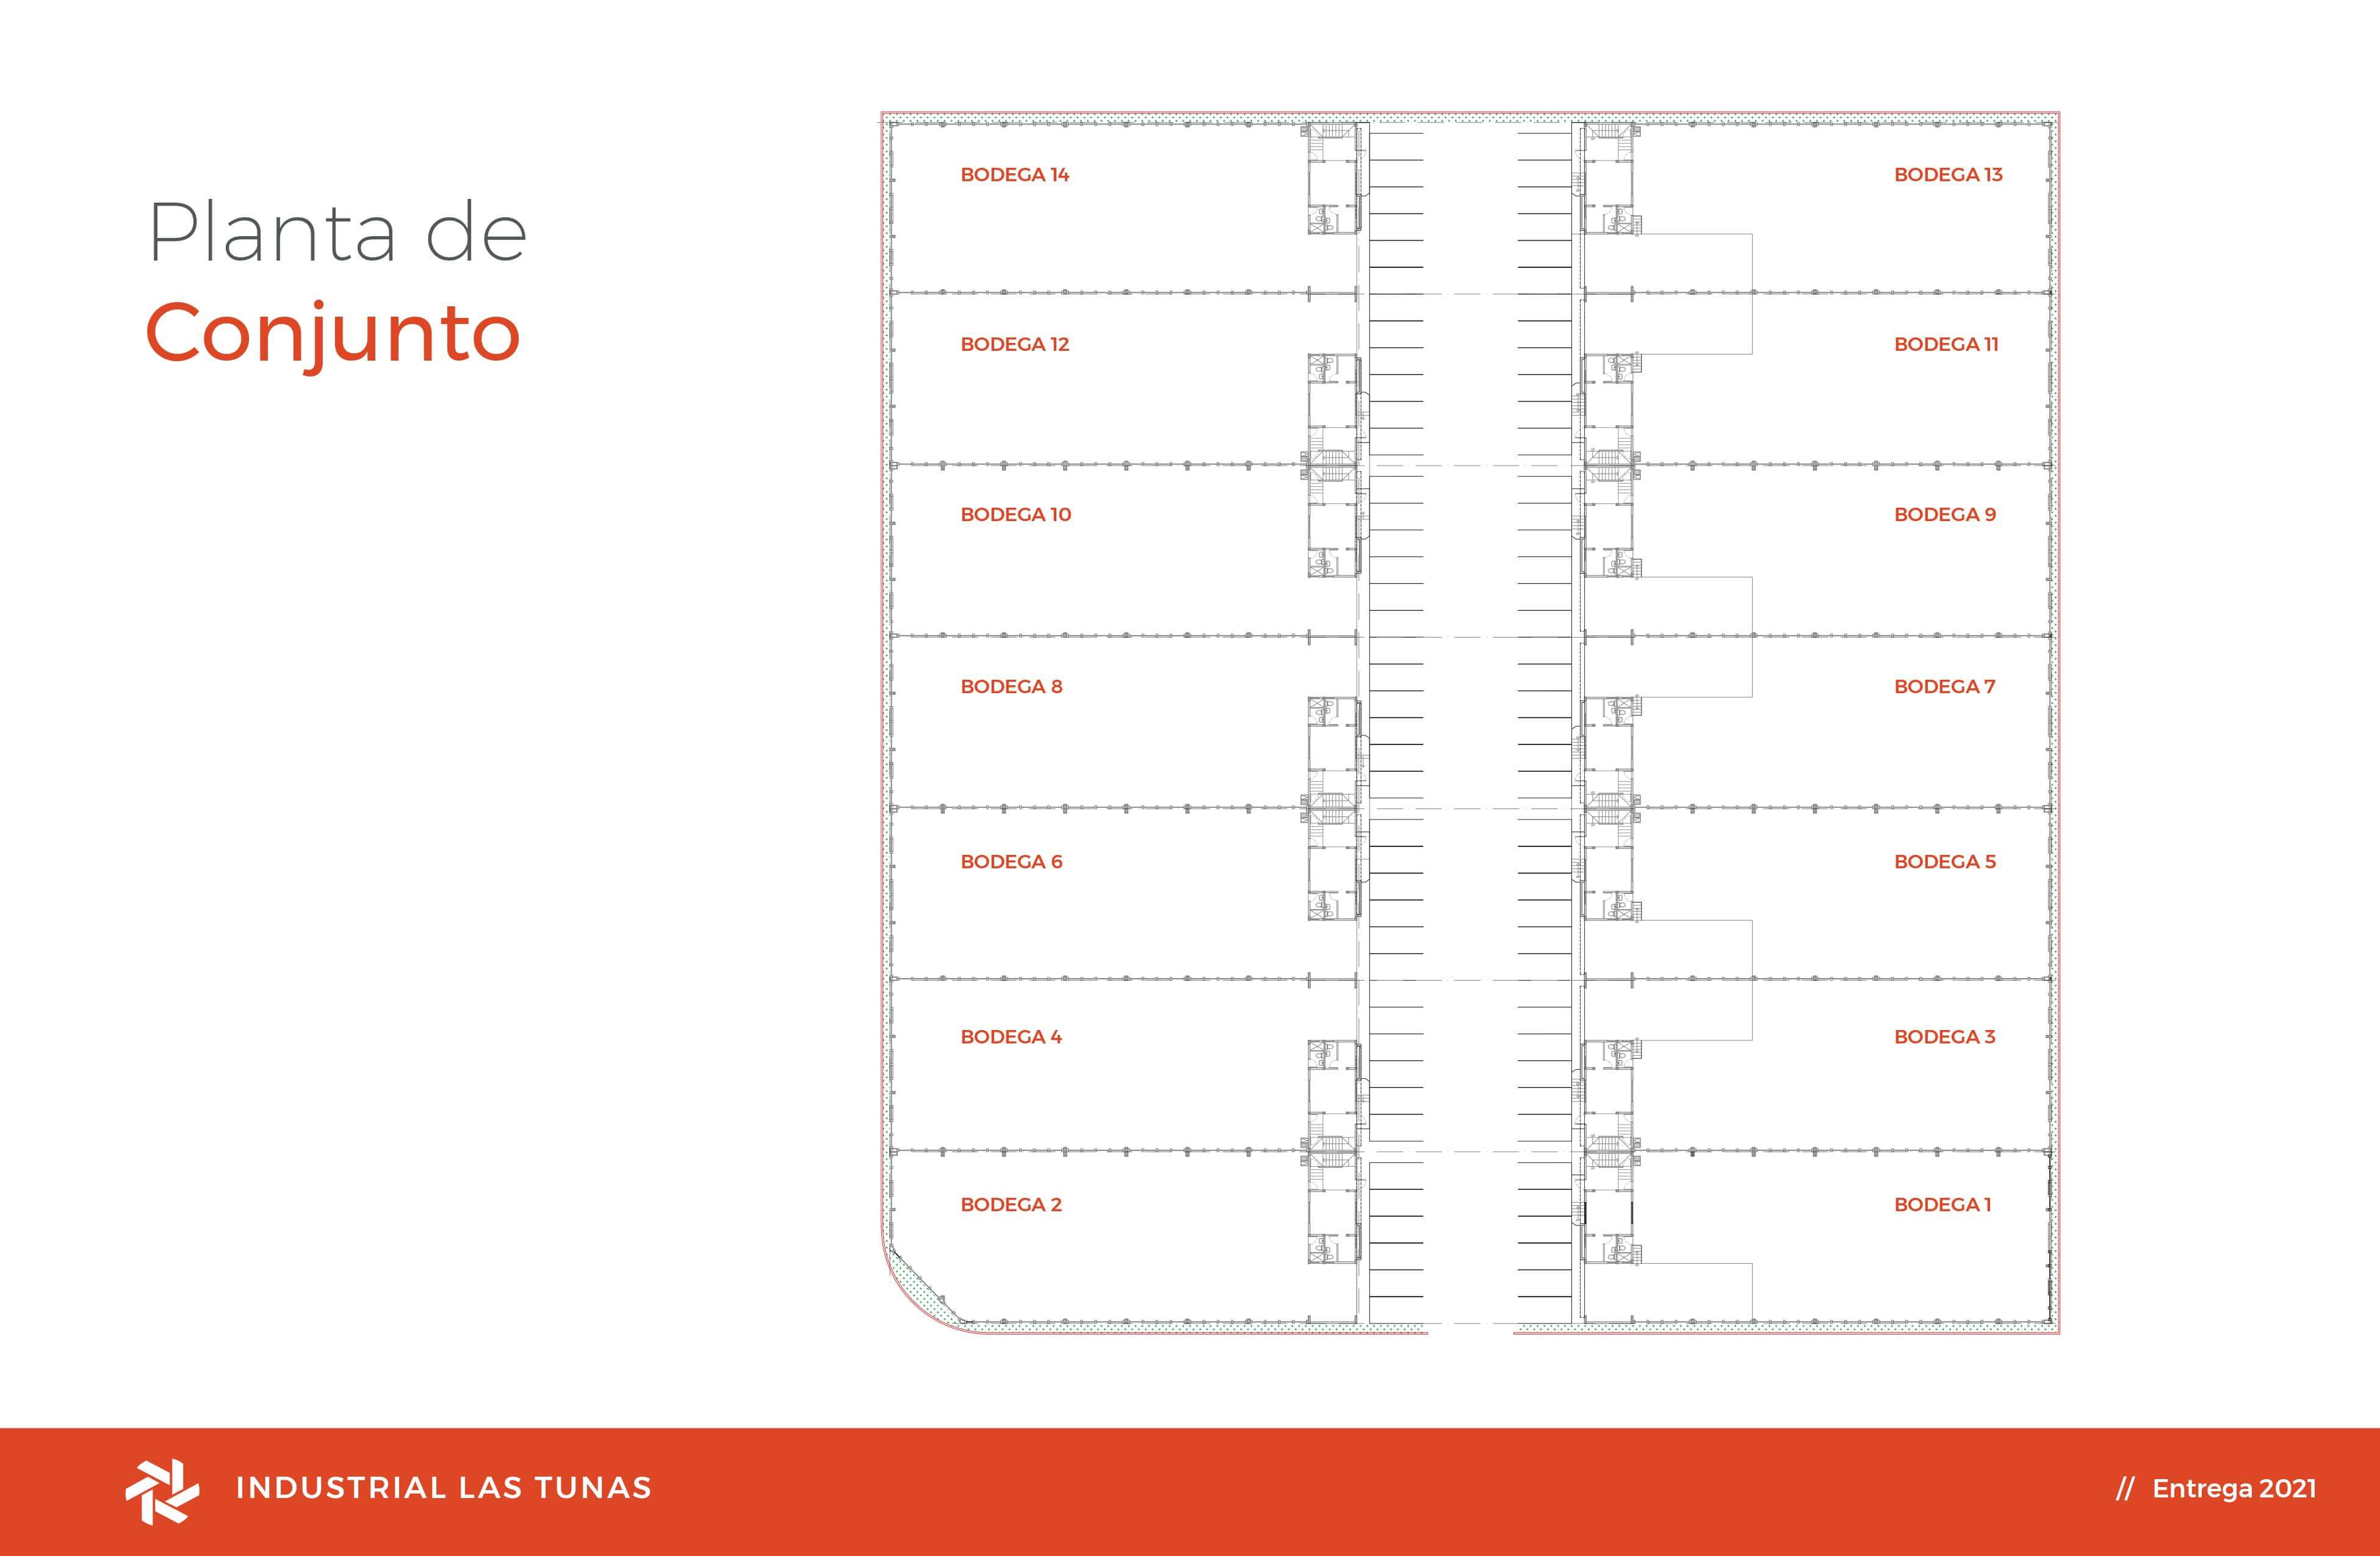 Planta de
Conjunto
BODEGA 14
BODEGA 13
BODEGA 12
BODEGA 11
BODEGA 10
BODEGA 9
BODEGA 8
BODEGA 7
BODEGA 6
BODEGA 5
BODEGA 4
BODEGA 3
BODEGA 2
BODEGA 1
INDUSTRIAL LAS TUNAS
// Entrega 2021